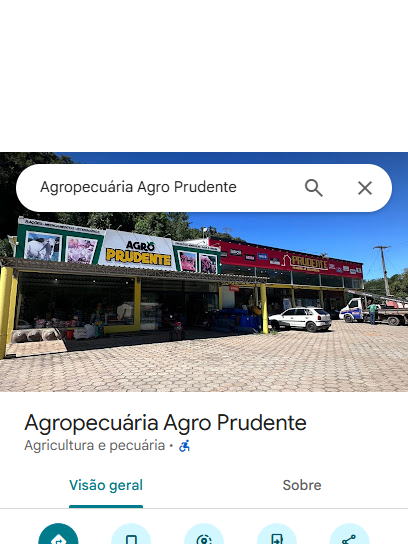 Agropecuária Agro Prudente
AGRO
PRUDENTE
PRUDENTE
Agropecuária Agro Prudente
Agricultura e pecuária •
Visão geral
Sobre